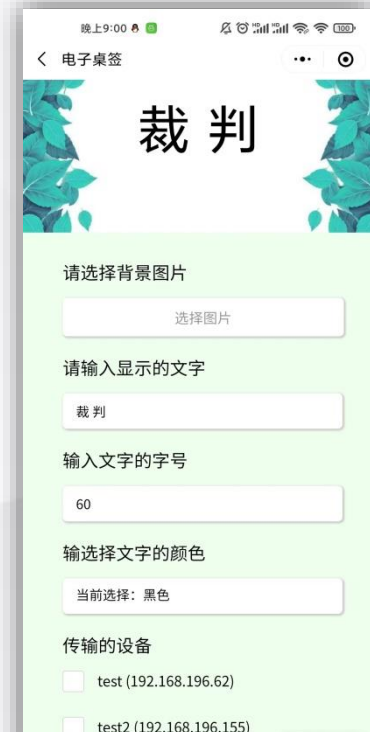 晚上9:00
100
电子桌签
裁 判
请选择背景图片
选择图片
请输入显示的文字
裁 判
输入文字的字号
60
输选择文字的颜色
当前选择：黑色
传输的设备
test (192.168.196.62)
test2 (192.168.196.155)